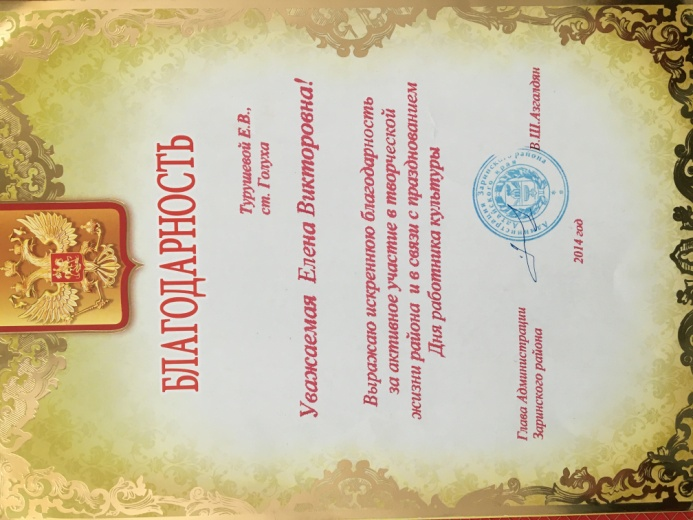 БЛАГОДАРНОСТЬ
Турушевой Е.В.,
ст. Голуха
Уважаемая Елена Викторовна!
Выражаю искреннюю благодарность
за активное участие в творческой
жизни района и в связи с празднованием
Дня работника культуры
Глава Администрации
Заринского района
В.Ш.Азгалдян
2014 год